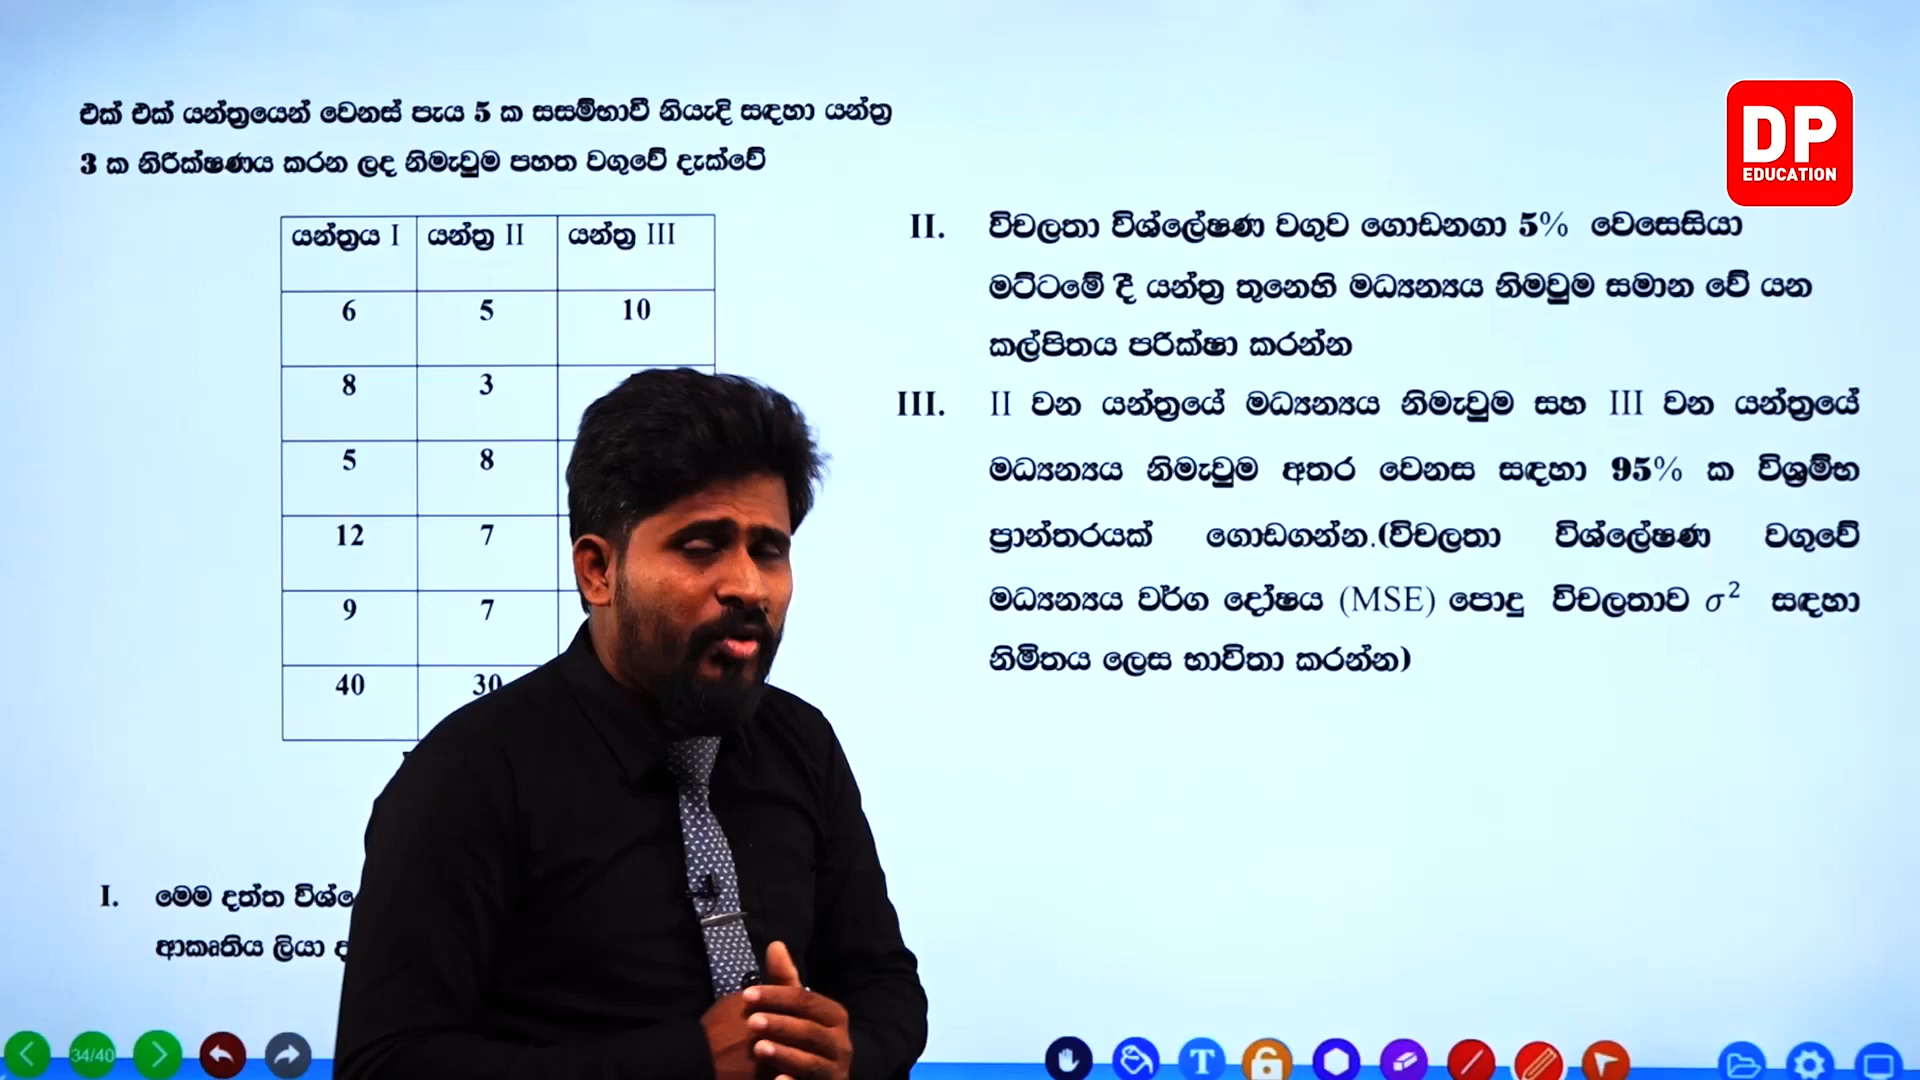 එක් එක් යන්ත්‍රයෙන් වෙනස් පැය 5 ක සසම්භාවී නියැදි සඳහා යන්ත්‍ර
3 ක නිරීක්ෂණය කරන ලද නිමැවුම පහත වගුවේ දැක්වේ
යන්ත්‍රය I යන්ත්‍ර II යන්ත්‍ර III
6 5 10
8 3
5 8
12 7
9 7
40 30
I. මෙම දත්ත
ආකෘතිය ලියා
DP
EDUCATION
II. විචලතා විශ්ලේෂණ වගුව ගොඩනගා 5% වෙසෙසියා
මට්ටමේ දී යන්ත්‍ර තුනෙහි මධ්‍යන්‍යය නිමවුම සමාන වේ යන
කල්පිතය පරීක්ෂා කරන්න
III. II වන යන්ත්‍රයේ මධ්‍යන්‍යය නිමැවුම සහ III වන යන්ත්‍රයේ
මධ්‍යන්‍යය නිමැවුම අතර වෙනස සඳහා 95% ක විශ්‍රම්භ
ප්‍රාන්තරයක් ගොඩගන්න.(විචලතා විශ්ලේෂණ වගුවේ
මධ්‍යන්‍යය වර්ග දෝෂය (MSE) පොදු විචලතාව σ² සඳහා
නිමිතය ලෙස භාවිතා කරන්න)
34/40